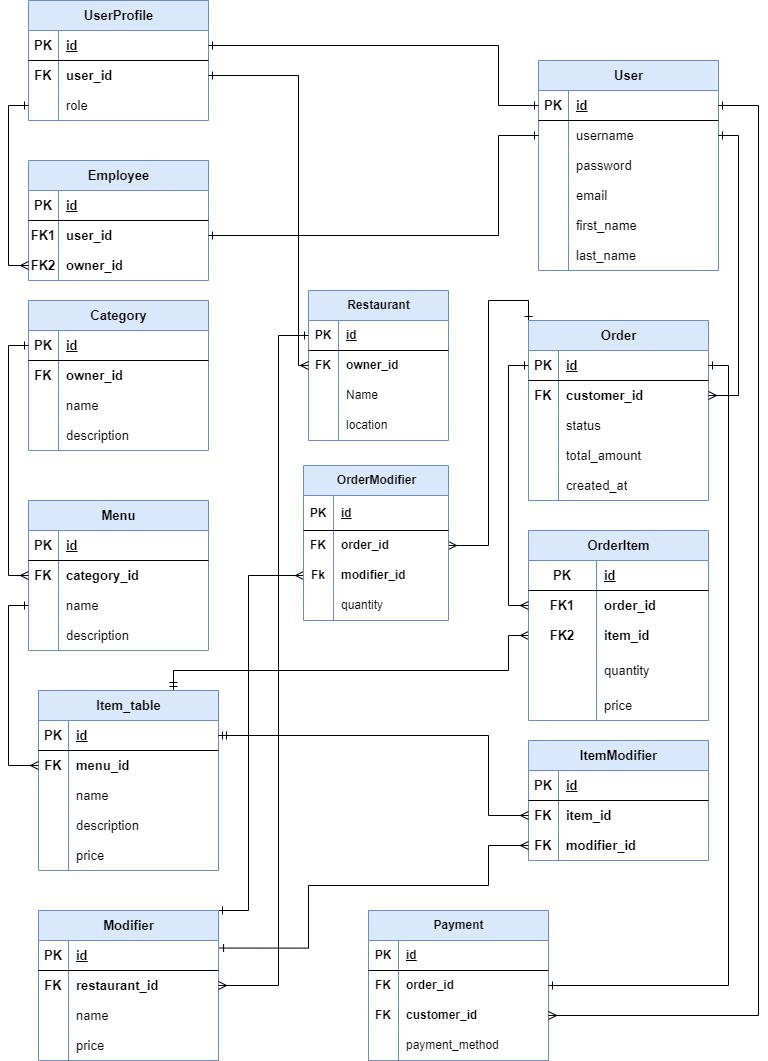 UserProfile
PK id
FK user_id
role
User
PK id
username
password
email
first_name
last_name
Employee
PK id
FK1 user_id
FK2 owner_id
Category
PK id
FK owner_id
name
description
Restaurant
PK id
FK owner_id
Name
location
Order
PK id
FK customer_id
status
total_amount
created_at
OrderModifier
PK id
FK order_id
Fk modifier_id
quantity
Menu
PK id
FK category_id
name
description
OrderItem
PK id
FK1 order_id
FK2 item_id
quantity
price
Item_table
PK id
FK menu_id
name
description
price
ItemModifier
PK id
FK item_id
FK modifier_id
Modifier
PK id
FK restaurant_id
name
price
Payment
PK id
FK order_id
FK customer_id
payment_method